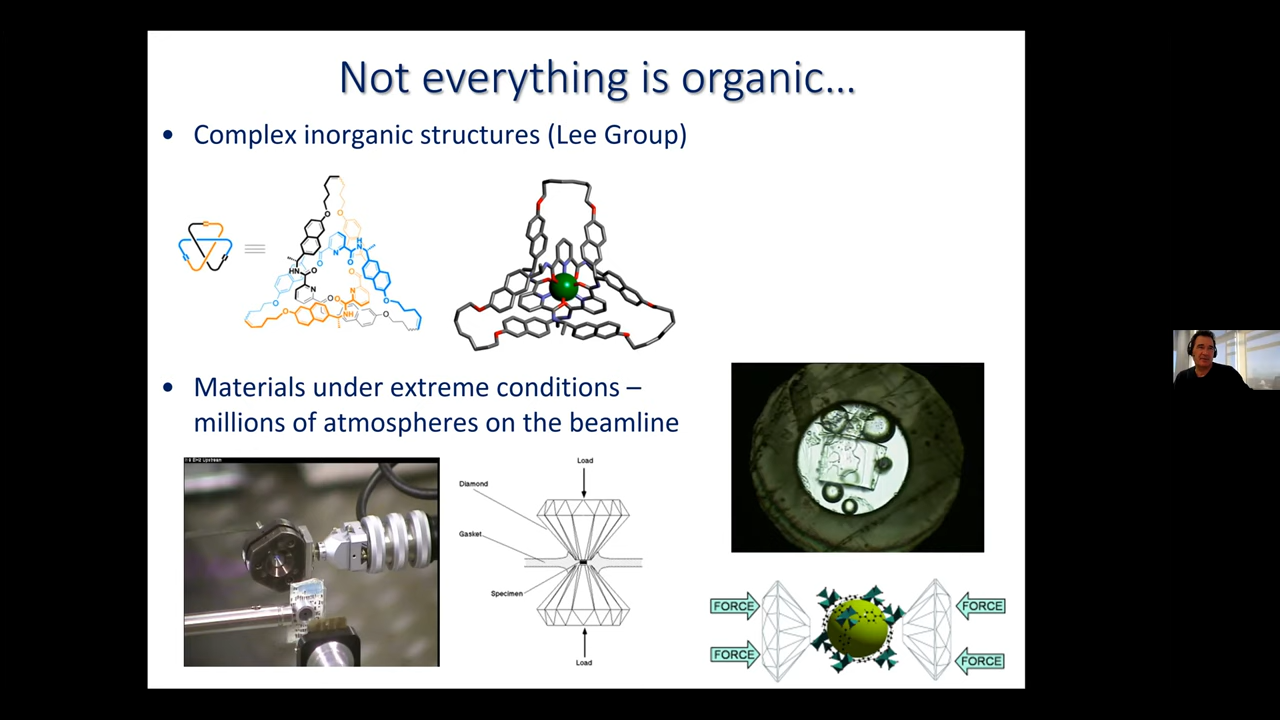 Not everything is organic...
• Complex inorganic structures (Lee Group)
• Materials under extreme conditions –
millions of atmospheres on the beamline
Load
Diamond
Gasket
Specimen
Load
FORCE
FORCE
FORCE
FORCE